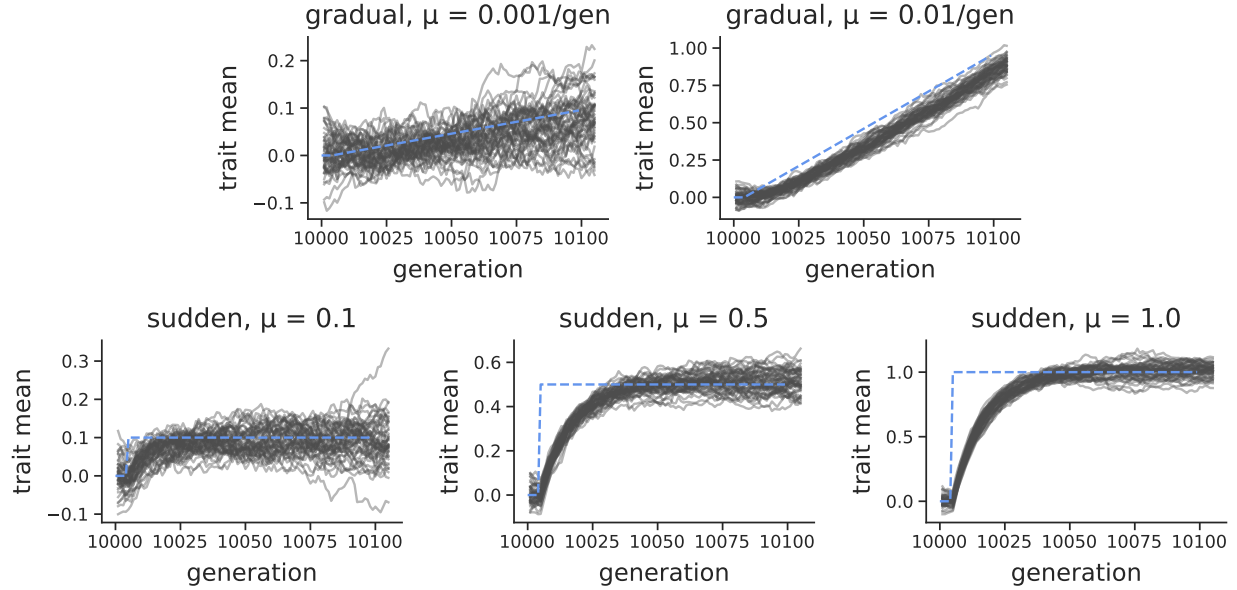 gradual, μ = 0.001/gen
gradual, μ = 0.01/gen
trait mean
0.2
0.1
0.0
−0.1
10000 10025 10050 10075 10100
generation
trait mean
1.00
0.75
0.50
0.25
0.00
10000 10025 10050 10075 10100
generation
sudden, μ = 0.1
sudden, μ = 0.5
sudden, μ = 1.0
trait mean
0.3
0.2
0.1
0.0
−0.1
10000 10025 10050 10075 10100
generation
trait mean
0.6
0.4
0.2
0.0
10000 10025 10050 10075 10100
generation
trait mean
1.0
0.5
0.0
10000 10025 10050 10075 10100
generation